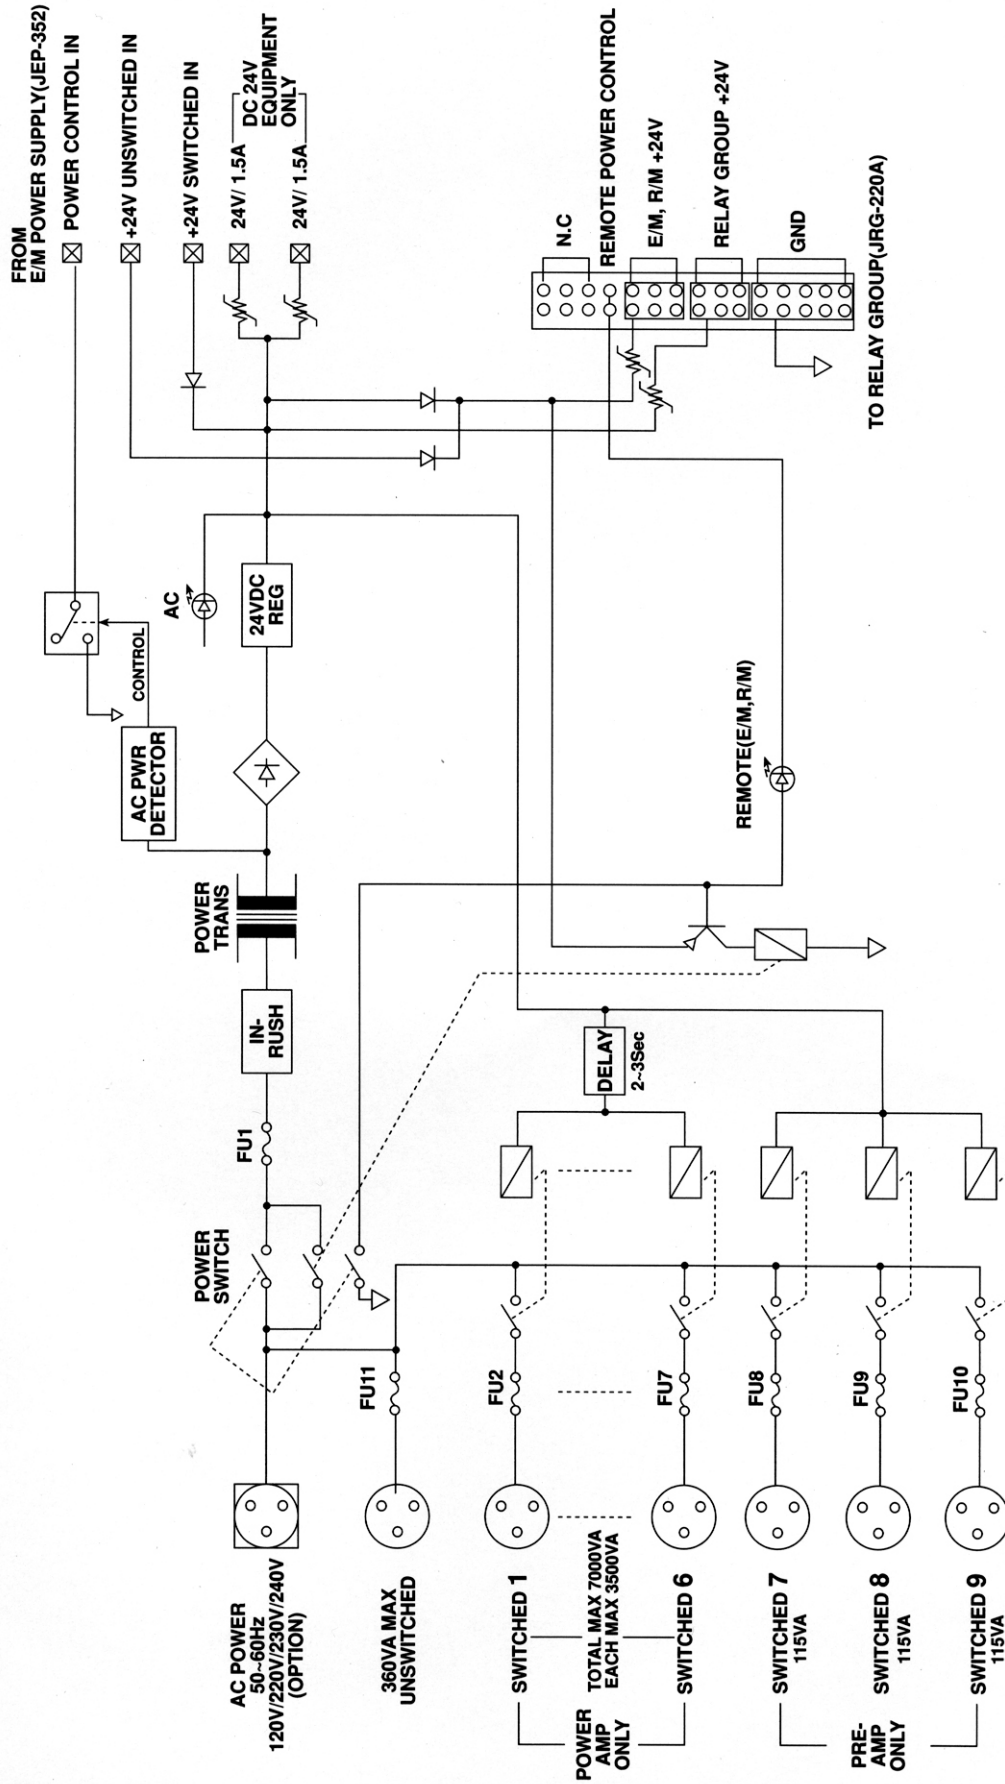 FROM
E/M POWER SUPPLY(JEP-352)
POWER CONTROL IN
+24V UNSWITCHED IN
+24V SWITCHED IN
24V/ 1.5A
DC 24V
EQUIPMENT
ONLY
24V/ 1.5A
N.C
REMOTE POWER CONTROL
E/M, R/M +24V
RELAY GROUP +24V
GND
TO RELAY GROUP(JRG-220A)
CONTROL
AC PWR
DETECTOR
AC
24VDC
REG
POWER
TRANS
IN-
RUSH
FU1
POWER
SWITCH
REMOTE(E/M,R/M)
DELAY
2~3Sec
FU11
FU2
FU7
FU8
FU9
FU10
AC POWER
50~60Hz
120V/220V/230V/240V
(OPTION)
360VA MAX
UNSWITCHED
SWITCHED 1
TOTAL MAX 7000VA
EACH MAX 3500VA
SWITCHED 6
POWER
AMP
ONLY
SWITCHED 7
115VA
SWITCHED 8
115VA
SWITCHED 9
115VA
PRE-
AMP
ONLY